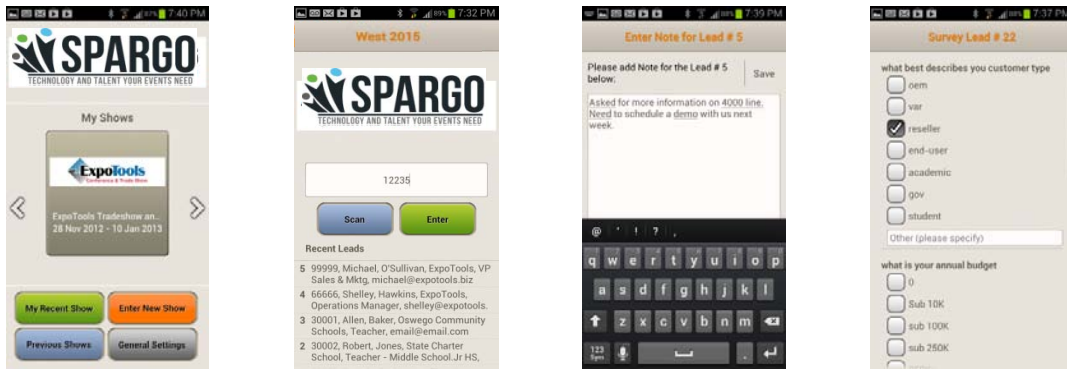 7:40 PM
SPARGO
TECHNOLOGY AND TALENT YOUR EVENTS NEED
My Shows
ExpoTools
Conference & Trade Show
ExpoTools Tradeshow an..
28 Nov 2012 - 10 Jan 2013
My Recent Show
Enter New Show
Previous Shows
General Settings
89% 7:32 PM
West 2015
SPARGO
TECHNOLOGY AND TALENT YOUR EVENTS NEED
12235
Scan
Enter
Recent Leads
5 99999, Michael, O'Sullivan, ExpoTools, VP
Sales & Mktg, michael@expotools.biz
4 66666, Shelley, Hawkins, ExpoTools,
Operations Manager, shelley@expotools.
3 30001, Allen, Baker, Oswego Community
Schools, Teacher, email@email.com
2 30002, Robert, Jones, State Charter
School, Teacher - Middle School.Jr HS,
7:39 PM
Enter Note for Lead # 5
Please add Note for the Lead # 5
below:
Save
Asked for more information on 4000 line.
Need to schedule a demo with us next
week.
@ ' ! ? ,
q w e r t y u i o p
a s d f g h j k l
z x c v b n m
123
Sym
.
7:37 PM
Survey Lead # 22
what best describes you customer type
oem
var
reseller
end-user
academic
gov
student
Other (please specify)
what is your annual budget
0
Sub 10K
sub 100K
sub 250K